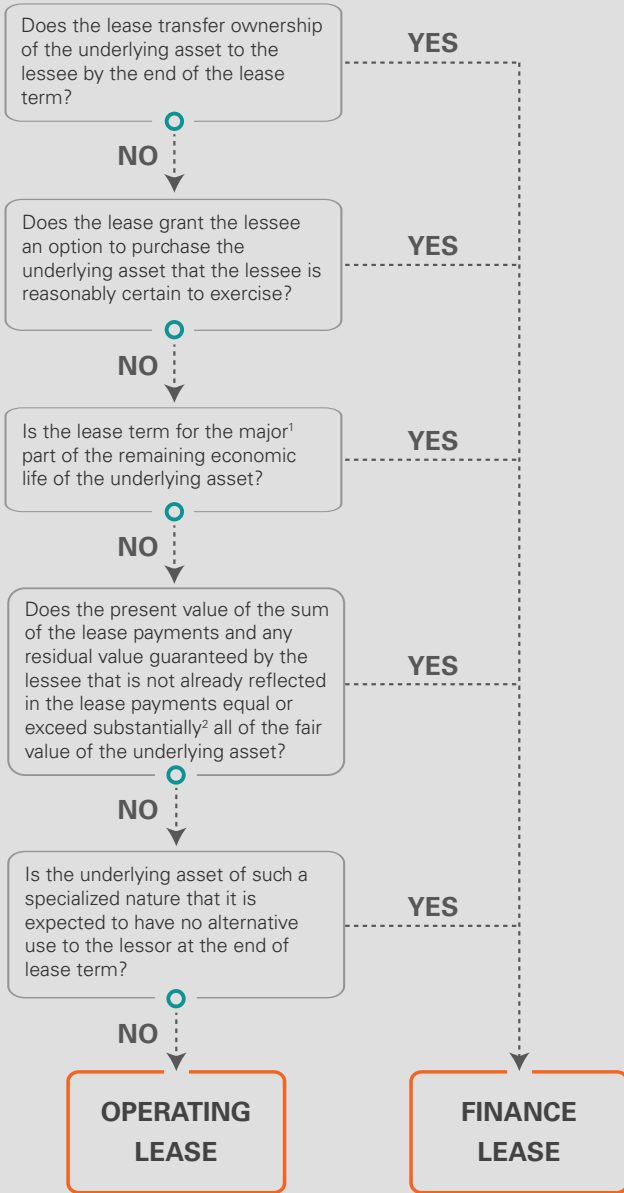 Does the lease transfer ownership
of the underlying asset to the
lessee by the end of the lease
term?
YES
NO
Does the lease grant the lessee
an option to purchase the
underlying asset that the lessee is
reasonably certain to exercise?
YES
NO
Is the lease term for the major¹
part of the remaining economic
life of the underlying asset?
YES
NO
Does the present value of the sum
of the lease payments and any
residual value guaranteed by the
lessee that is not already reflected
in the lease payments equal or
exceed substantially² all of the fair
value of the underlying asset?
YES
NO
Is the underlying asset of such a
specialized nature that it is
expected to have no alternative
use to the lessor at the end of
lease term?
YES
NO
OPERATING
LEASE
FINANCE
LEASE